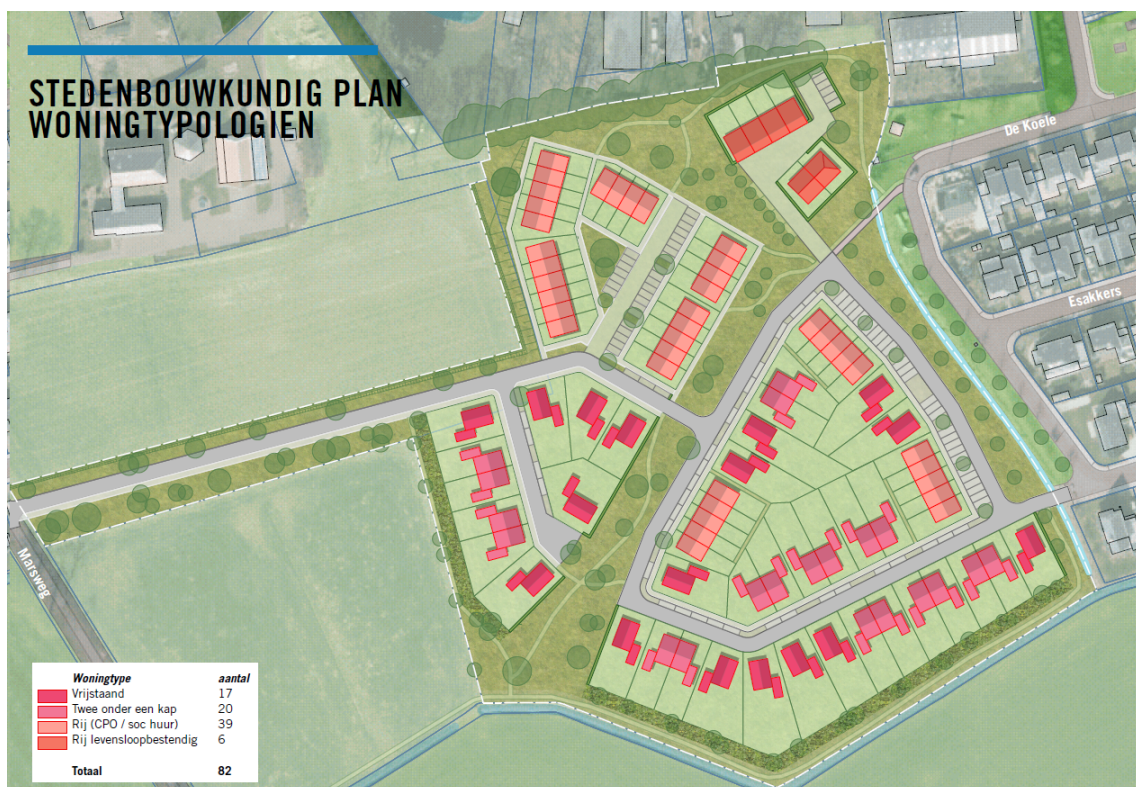 STEDENBOUWKUNDIG PLAN
WONINGTYPOLOGIEN
De Koele
Esakkers
Marsweg
Woningtype aantal
Vrijstaand 17
Twee onder een kap 20
Rij (CPO / soc huur) 39
Rij levensloopbestendig 6
Totaal 82